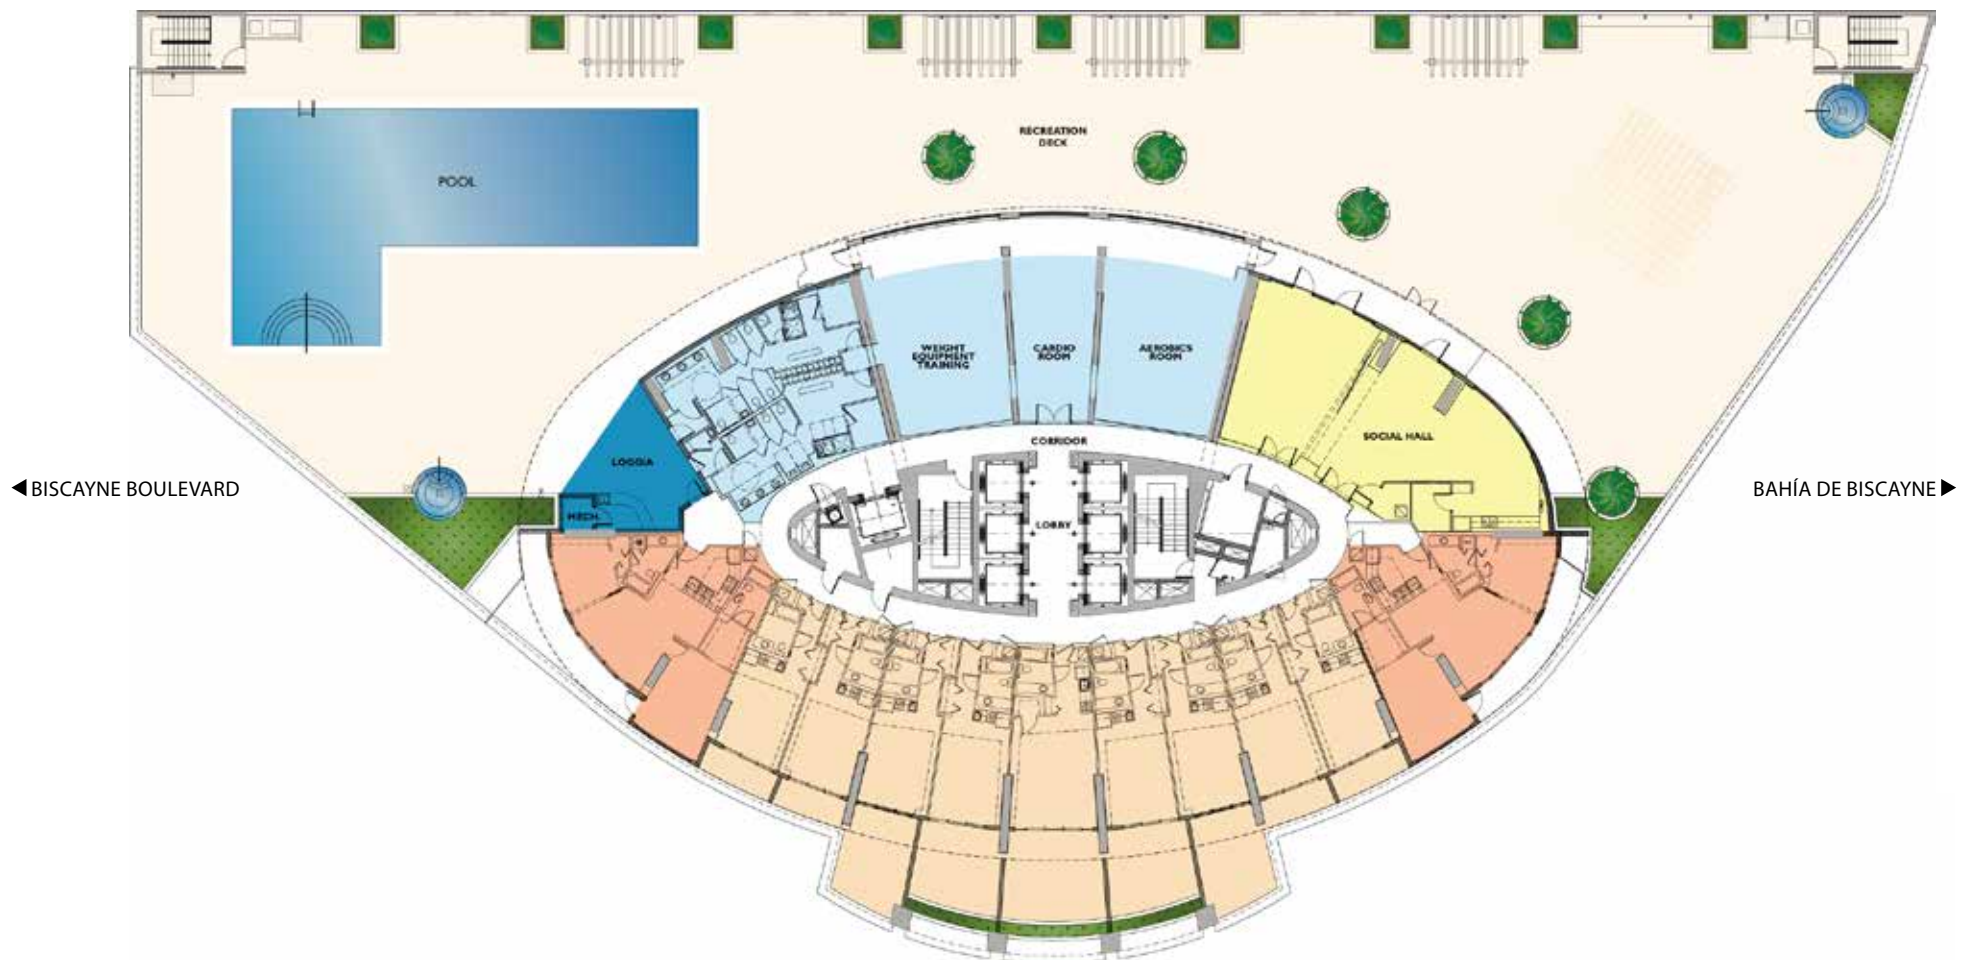 RECREATION
DECK
POOL
WEIGHT
EQUIPMENT
TRAINING
CARDIO
ROOM
AEROBICS
ROOM
CORRIDOR
SOCIAL HALL
LOGGIA
◀BISCAYNE BOULEVARD
BAHÍA DE BISCAYNE▶
MECH.
LOBBY